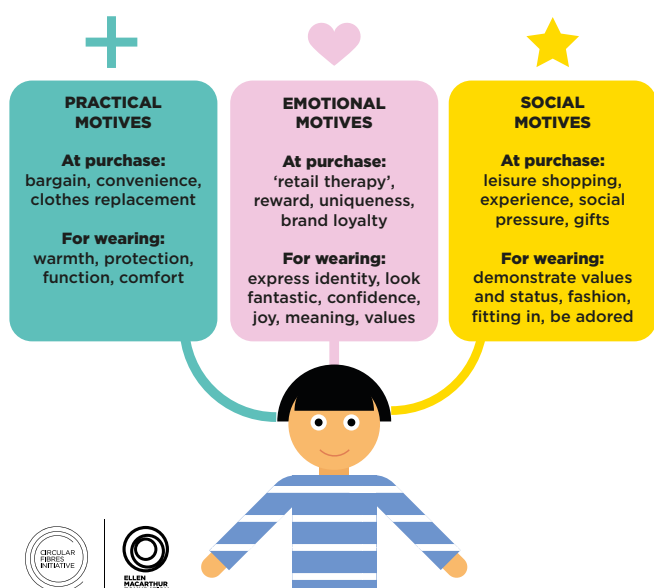 PRACTICAL
MOTIVES
At purchase:
bargain, convenience,
clothes replacement
For wearing:
warmth, protection,
function, comfort
EMOTIONAL
MOTIVES
At purchase:
‘retail therapy’,
reward, uniqueness,
brand loyalty
For wearing:
express identity, look
fantastic, confidence,
joy, meaning, values
SOCIAL
MOTIVES
At purchase:
leisure shopping,
experience, social
pressure, gifts
For wearing:
demonstrate values
and status, fashion,
fitting in, be adored
CIRCULAR
FIBRES
INITIATIVE
ELLEN
MACARTHUR